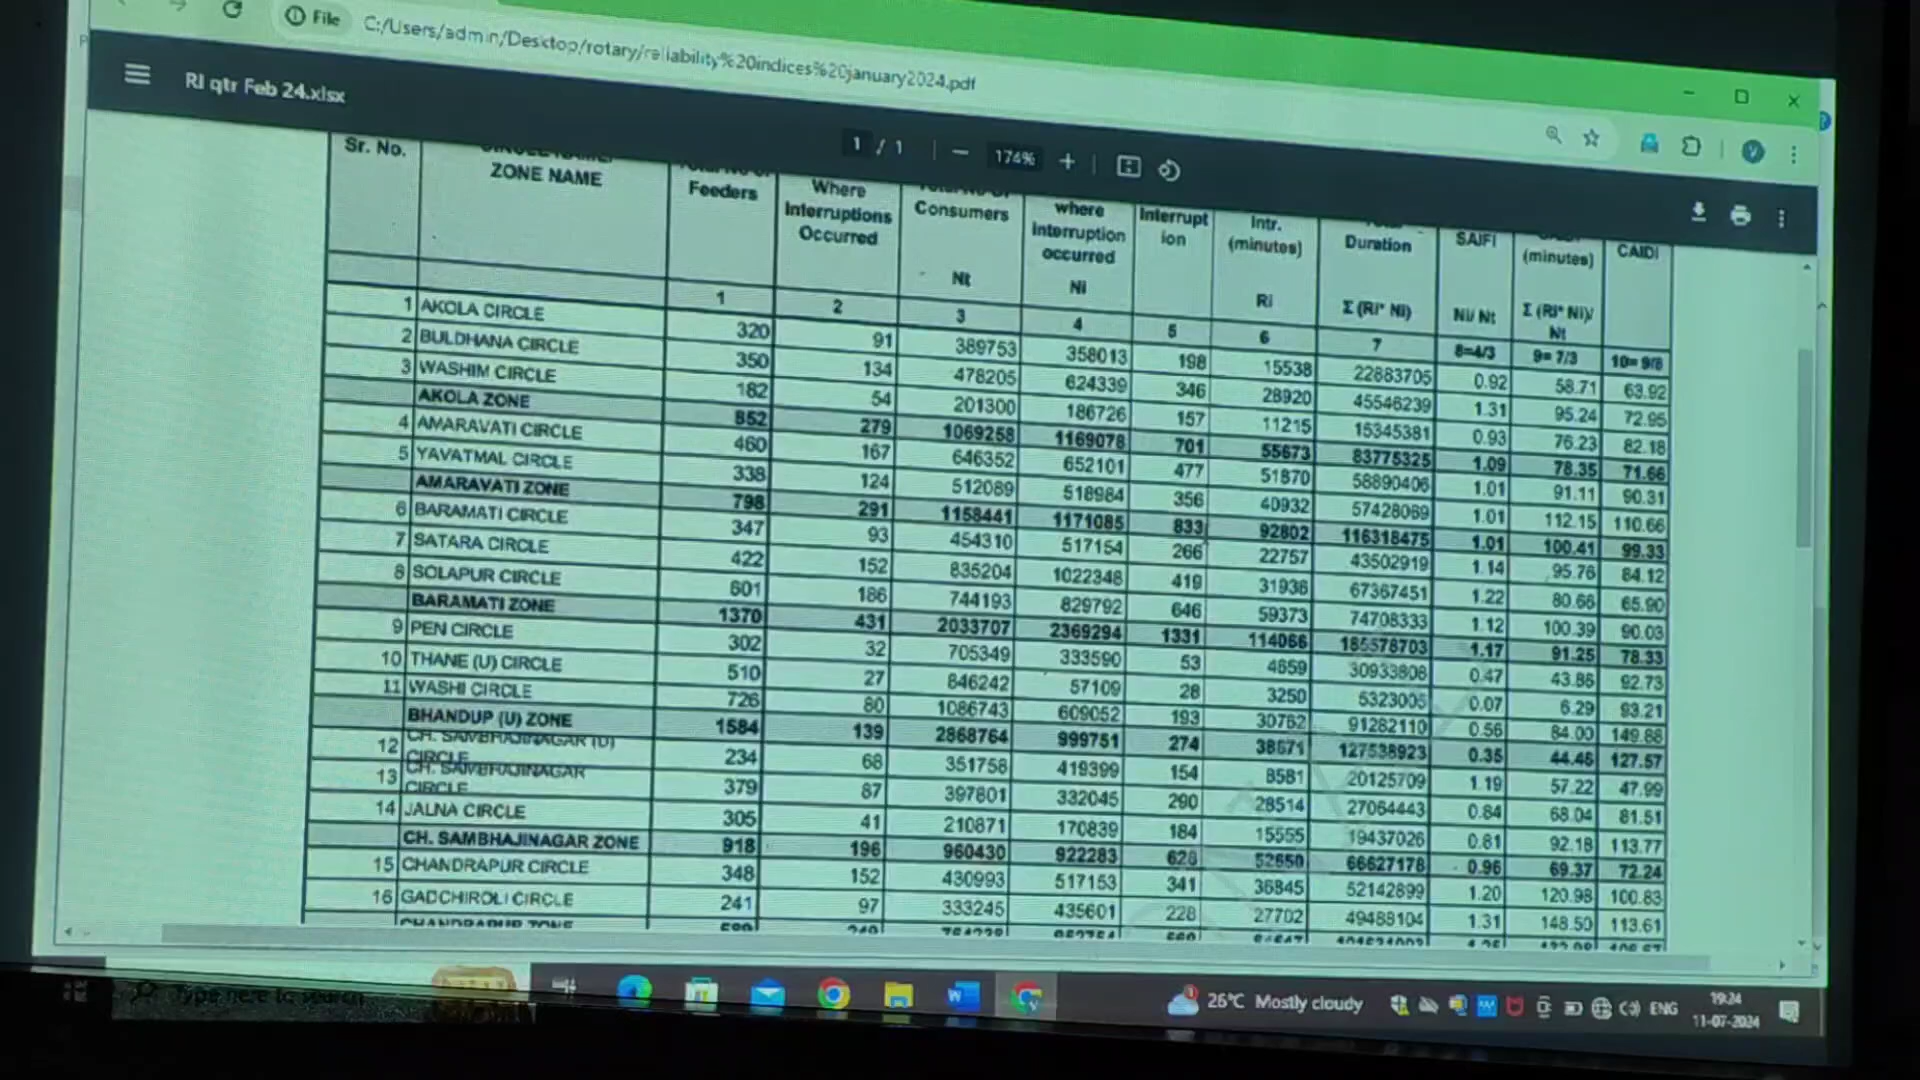 File C:/Users/admin/Desktop/rotary/reliability%20indices%20january2024.pdf
RI qtr Feb 24.xlsx
1 / 1 174%
Sr. No. ZONE NAME Feeders Where Interruptions Occurred Consumers Nt where Interruption occurred Ni Interrupt ion Intr. (minutes) Ri Duration Σ (Ri* Ni) SAIFI Ni/ Nt (minutes) Σ (Ri* Ni)/ Nt CAIDI
1 2 3 4 5 6 7 8=4/3 9= 7/3 10= 9/8
1 AKOLA CIRCLE 320 91 389753 358013 198 15538 22883705 0.92 58.71 63.92
2 BULDHANA CIRCLE 350 134 478205 624339 346 28920 45546239 1.31 95.24 72.95
3 WASHIM CIRCLE 182 54 201300 186726 157 11215 15345381 0.93 76.23 82.18
AKOLA ZONE 852 279 1069258 1169078 701 55673 83775325 1.09 78.35 71.66
4 AMARAVATI CIRCLE 460 167 646352 652101 477 51870 58890406 1.01 91.11 90.31
5 YAVATMAL CIRCLE 338 124 512089 518984 356 40932 57428069 1.01 112.15 110.66
AMARAVATI ZONE 798 291 1158441 1171085 833 92802 116318475 1.01 100.41 99.33
6 BARAMATI CIRCLE 347 93 454310 517154 266 22757 43502919 1.14 95.76 84.12
7 SATARA CIRCLE 422 152 835204 1022348 419 31936 67367451 1.22 80.66 65.90
8 SOLAPUR CIRCLE 601 186 744193 829792 646 59373 74708333 1.12 100.39 90.03
BARAMATI ZONE 1370 431 2033707 2369294 1331 114066 185578703 1.17 91.25 78.33
9 PEN CIRCLE 302 32 705349 333590 53 4659 30933808 0.47 43.86 92.73
10 THANE (U) CIRCLE 510 27 846242 57109 28 3250 5323005 0.07 6.29 93.21
11 WASHI CIRCLE 726 80 1086743 609052 193 30762 91282110 0.56 84.00 149.88
BHANDUP (U) ZONE 1584 139 2868764 999751 274 38671 127538923 0.35 44.46 127.57
12 CH. SAMBHAJINAGAR (U) CIRCLE 234 68 351758 419399 154 8581 20125709 1.19 57.22 47.99
13 CH. SAMBHAJINAGAR CIRCLE 379 87 397801 332045 290 28514 27064443 0.84 68.04 81.51
14 JALNA CIRCLE 305 41 210871 170839 184 15555 19437026 0.81 92.18 113.77
CH. SAMBHAJINAGAR ZONE 918 196 960430 922283 628 52650 66627178 0.96 69.37 72.24
15 CHANDRAPUR CIRCLE 348 152 430993 517153 341 36845 52142899 1.20 120.98 100.83
16 GADCHIROLI CIRCLE 241 97 333245 435601 228 27702 49488104 1.31 148.50 113.61
CHANDRAPUR ZONE
Type here to search 26°C Mostly cloudy ENG 19:24
11-07-2024